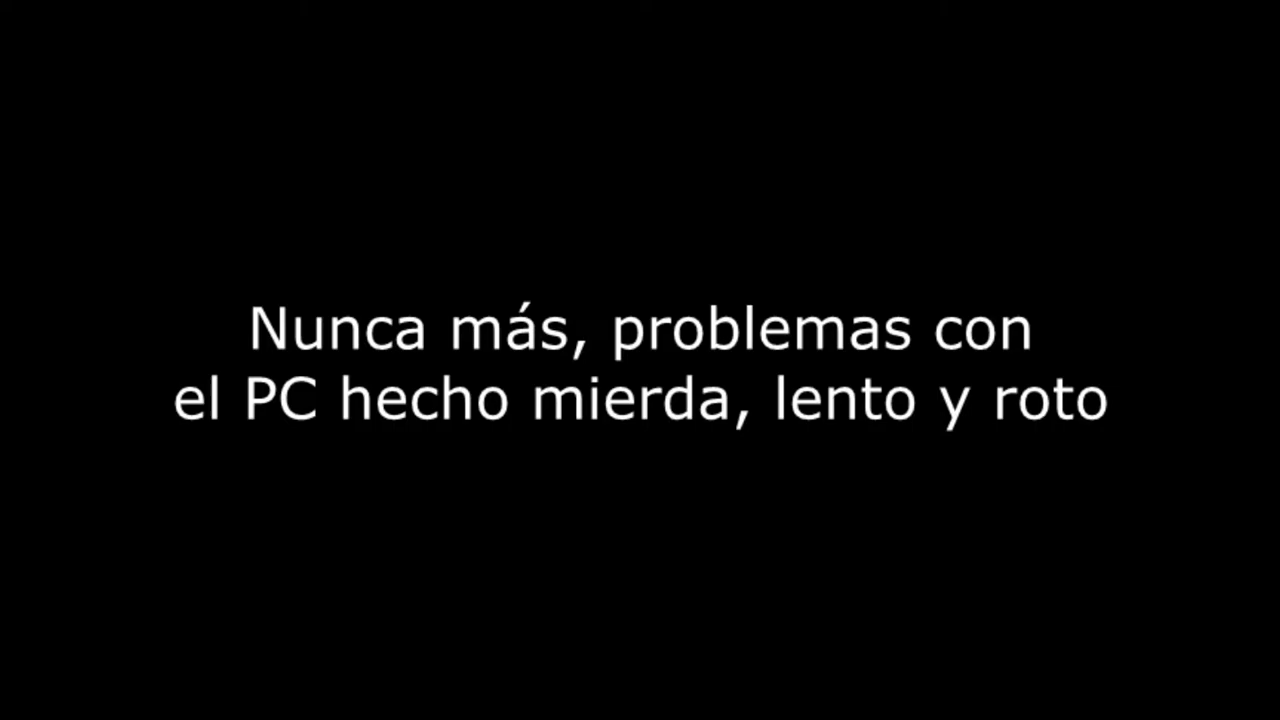 Nunca más, problemas con
el PC hecho mierda, lento y roto